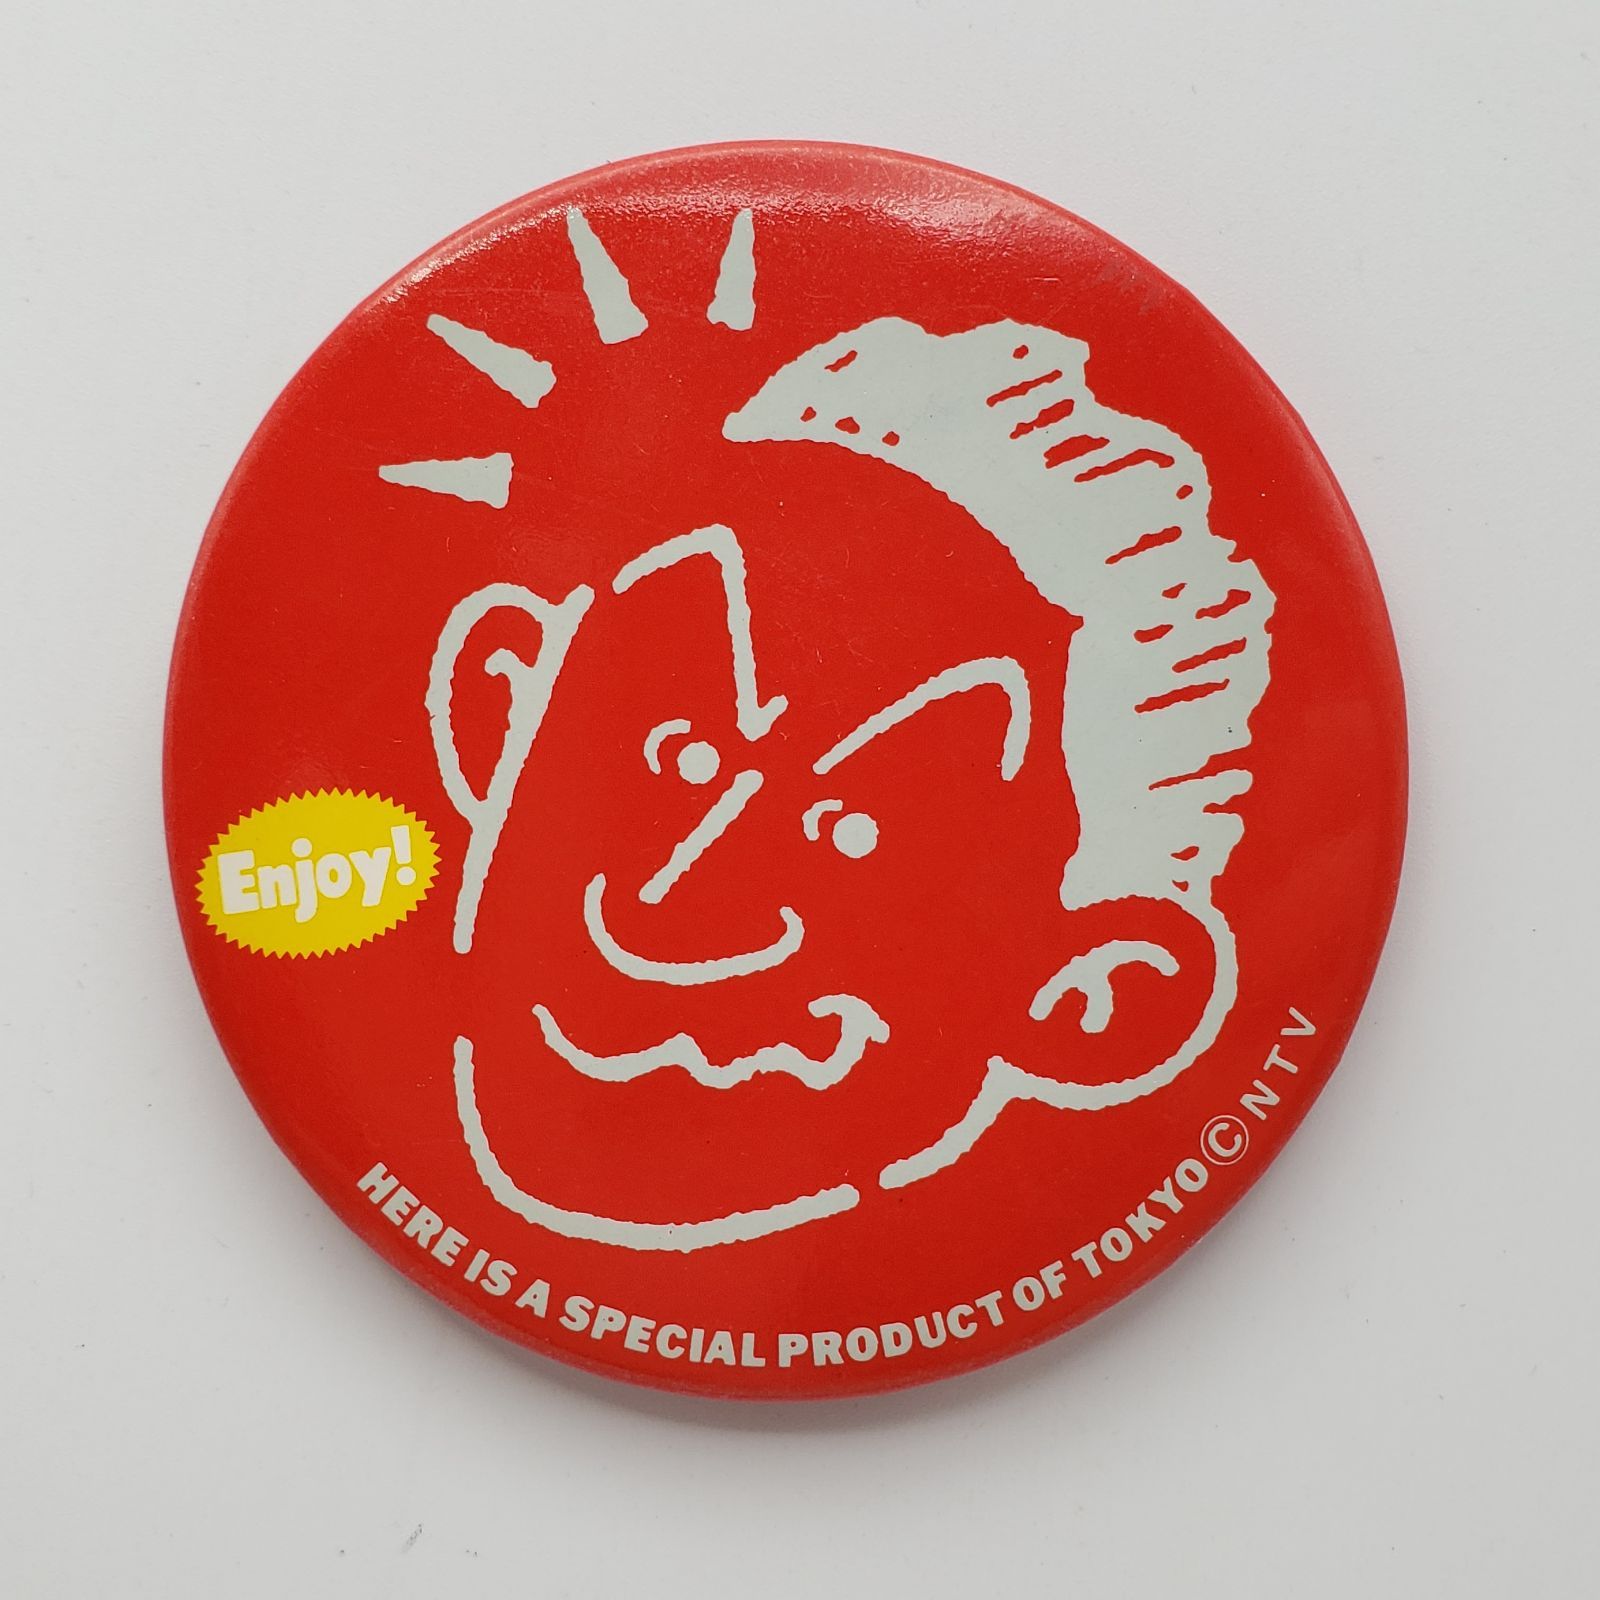 Enjoy!
HERE IS A SPECIAL PRODUCT OF TOKYO © NTV